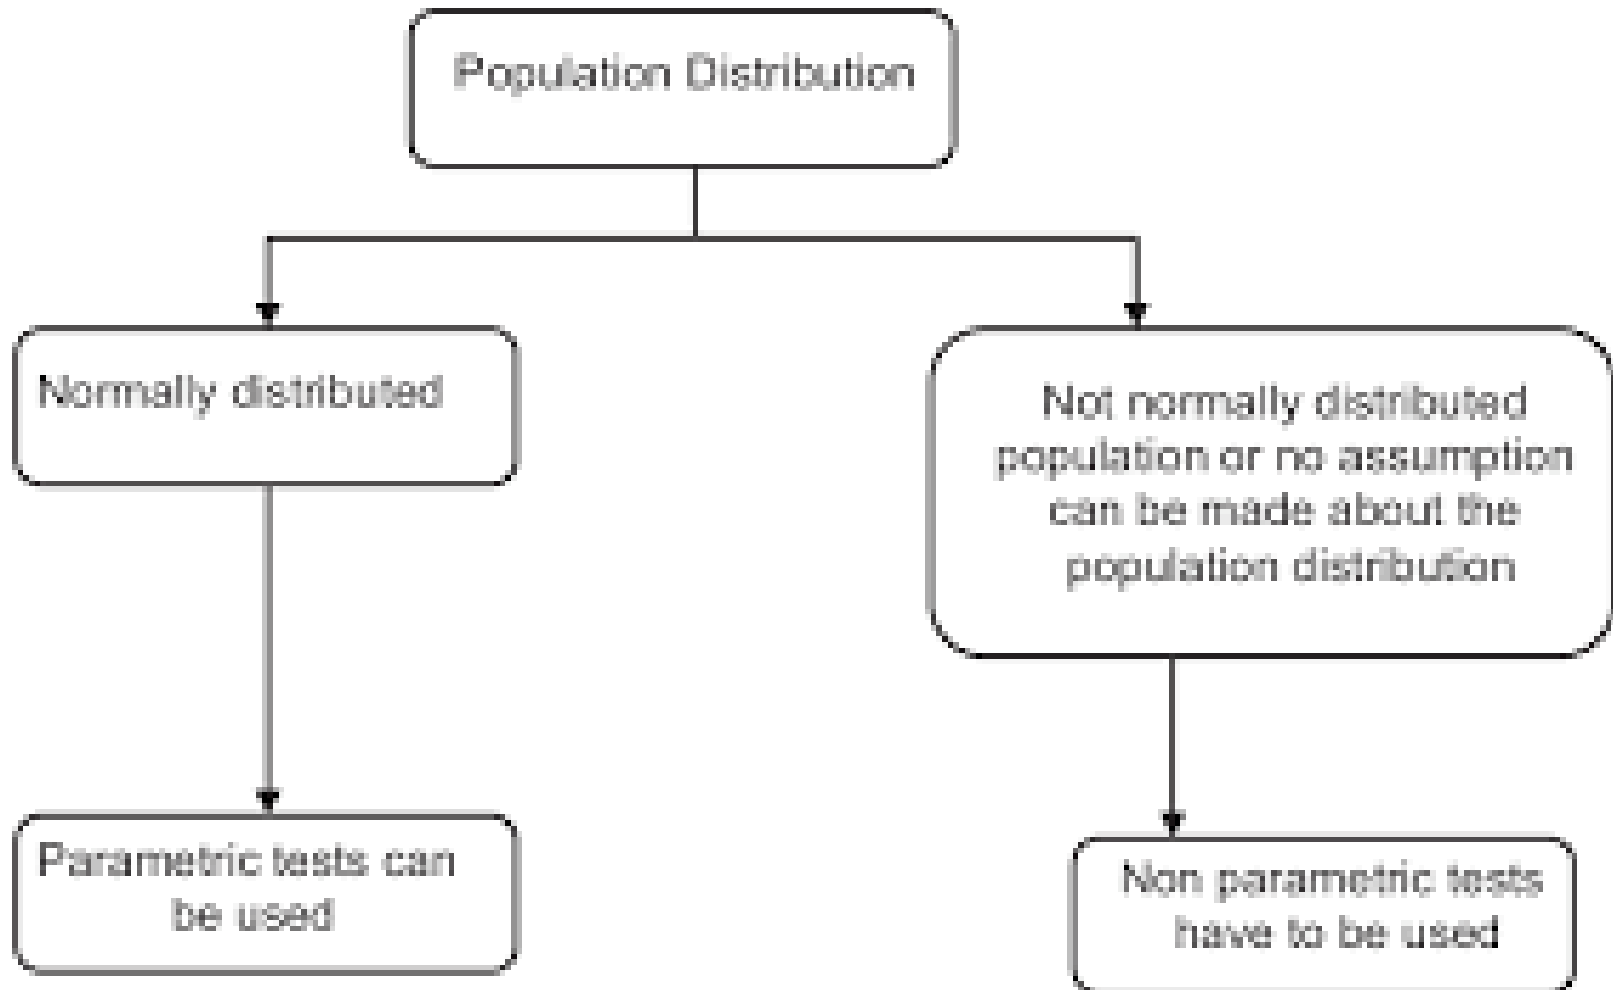 Population Distribution
Normally distributed
Not normally distributed
population or no assumption
can be made about the
population distribution
Parametric tests can
be used
Non parametric tests
have to be used